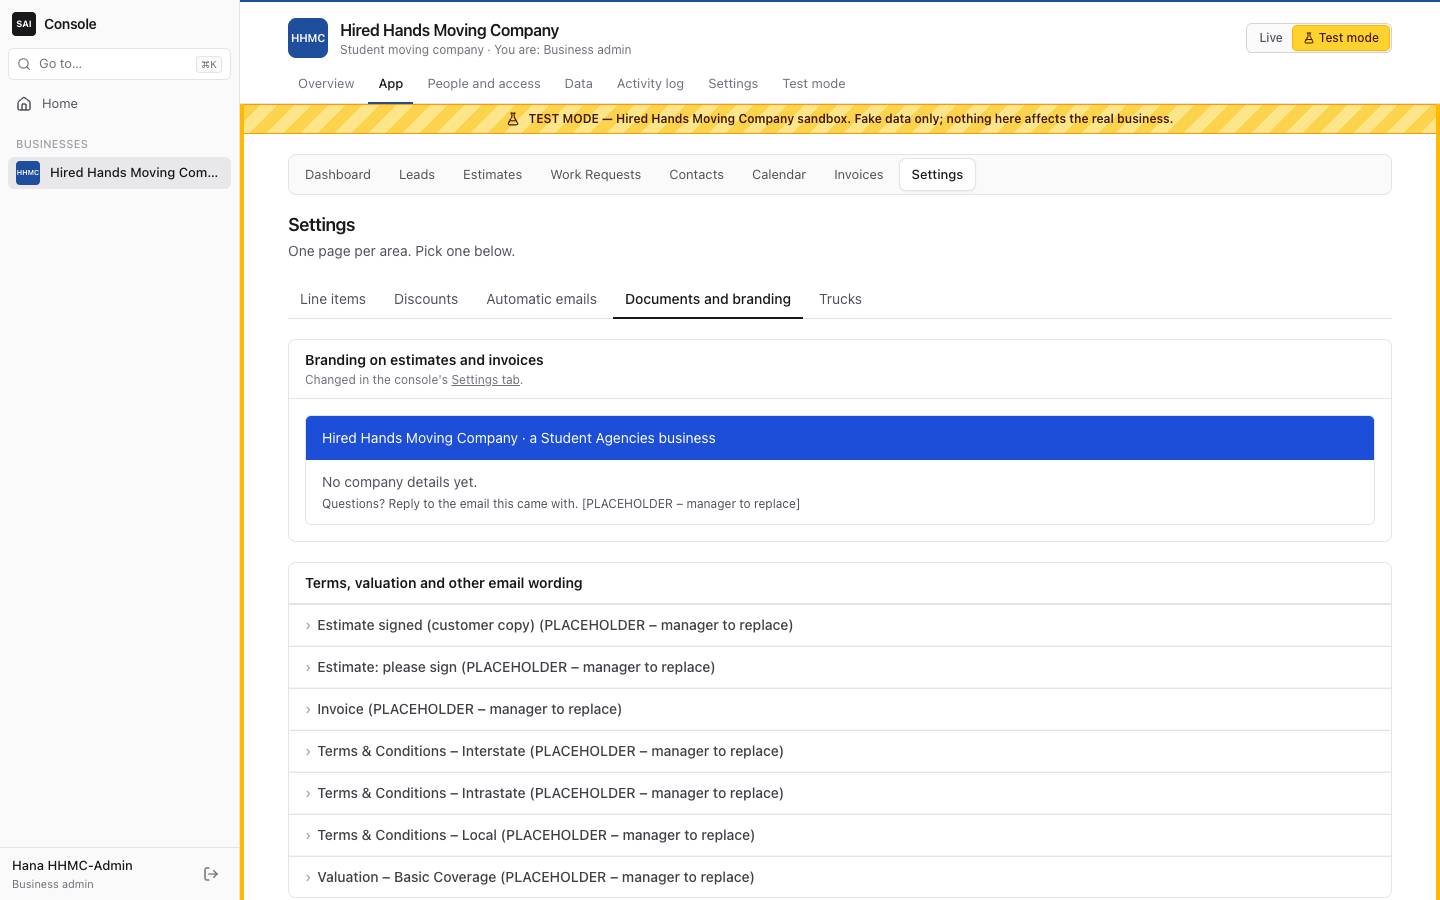 SAI Console
Go to... ⌘K
Home
BUSINESSES
HHMC Hired Hands Moving Com...
Hana HHMC-Admin
Business admin
HHMC
Hired Hands Moving Company
Student moving company · You are: Business admin
Live Test mode
Overview App People and access Data Activity log Settings Test mode
TEST MODE — Hired Hands Moving Company sandbox. Fake data only; nothing here affects the real business.
Dashboard Leads Estimates Work Requests Contacts Calendar Invoices Settings
Settings
One page per area. Pick one below.
Line items Discounts Automatic emails Documents and branding Trucks
Branding on estimates and invoices
Changed in the console's Settings tab.
Hired Hands Moving Company · a Student Agencies business
No company details yet.
Questions? Reply to the email this came with. [PLACEHOLDER – manager to replace]
Terms, valuation and other email wording
› Estimate signed (customer copy) (PLACEHOLDER – manager to replace)
› Estimate: please sign (PLACEHOLDER – manager to replace)
› Invoice (PLACEHOLDER – manager to replace)
› Terms & Conditions – Interstate (PLACEHOLDER – manager to replace)
› Terms & Conditions – Intrastate (PLACEHOLDER – manager to replace)
› Terms & Conditions – Local (PLACEHOLDER – manager to replace)
› Valuation – Basic Coverage (PLACEHOLDER – manager to replace)